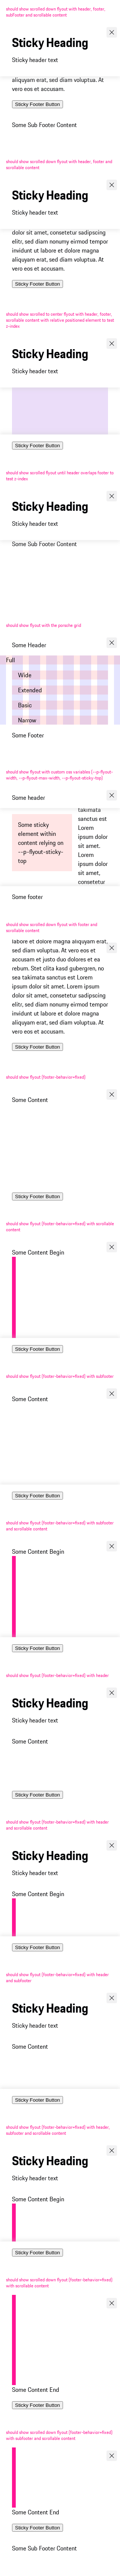 should show scrolled down flyout with header, footer,
subFooter and scrollable content
Sticky Heading
Sticky header text
aliquyam erat, sed diam voluptua. At
vero eos et accusam.
Sticky Footer Button
Some Sub Footer Content
should show scrolled down flyout with header, footer and
scrollable content
Sticky Heading
Sticky header text
dolor sit amet, consetetur sadipscing
elitr, sed diam nonumy eirmod tempor
invidunt ut labore et dolore magna
aliquyam erat, sed diam voluptua. At
vero eos et accusam.
Sticky Footer Button
should show scrolled to center flyout with header, footer,
scrollable content with relative positioned element to test
z-index
Sticky Heading
Sticky header text
Sticky Footer Button
should show scrolled flyout until header overlaps footer to
test z-index
Sticky Heading
Sticky header text
Some Sub Footer Content
should show flyout with the porsche grid
Some Header
Full
Wide
Extended
Basic
Narrow
Some Footer
should show flyout with custom css variables (--p-flyout-
width, --p-flyout-max-width, --p-flyout-sticky-top)
Some header
takimata
sanctus est
Lorem
ipsum dolor
sit amet.
Lorem
ipsum dolor
sit amet,
consetetur
Some sticky
element within
content relying on
--p-flyout-sticky-
top
Some footer
should show scrolled down flyout with footer and
scrollable content
labore et dolore magna aliquyam erat,
sed diam voluptua. At vero eos et
accusam et justo duo dolores et ea
rebum. Stet clita kasd gubergren, no
sea takimata sanctus est Lorem
ipsum dolor sit amet. Lorem ipsum
dolor sit amet, consetetur sadipscing
elitr, sed diam nonumy eirmod tempor
invidunt ut labore et dolore magna
aliquyam erat, sed diam voluptua. At
vero eos et accusam.
Sticky Footer Button
should show flyout (footer-behavior=fixed)
Some Content
Sticky Footer Button
should show flyout (footer-behavior=fixed) with scrollable
content
Some Content Begin
Sticky Footer Button
should show flyout (footer-behavior=fixed) with subfooter
Some Content
Sticky Footer Button
should show flyout (footer-behavior=fixed) with subfooter
and scrollable content
Some Content Begin
Sticky Footer Button
should show flyout (footer-behavior=fixed) with header
Sticky Heading
Sticky header text
Some Content
Sticky Footer Button
should show flyout (footer-behavior=fixed) with header
and scrollable content
Sticky Heading
Sticky header text
Some Content Begin
Sticky Footer Button
should show flyout (footer-behavior=fixed) with header
and subfooter
Sticky Heading
Sticky header text
Some Content
Sticky Footer Button
should show flyout (footer-behavior=fixed) with header,
subfooter and scrollable content
Sticky Heading
Sticky header text
Some Content Begin
Sticky Footer Button
should show scrolled down flyout (footer-behavior=fixed)
with scrollable content
Some Content End
Sticky Footer Button
should show scrolled down flyout (footer-behavior=fixed)
with subfooter and scrollable content
Some Content End
Sticky Footer Button
Some Sub Footer Content